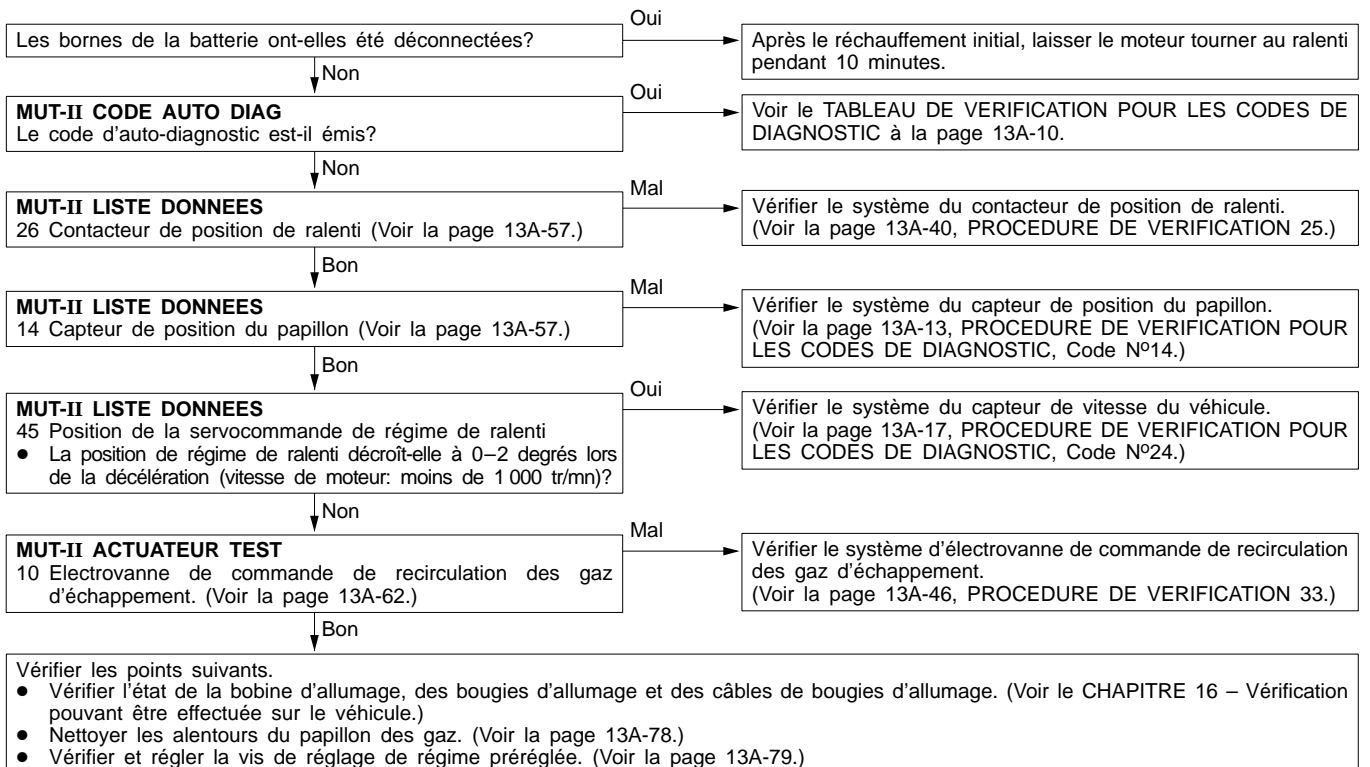 Les bornes de la batterie ont-elles été déconnectées?
Oui
Après le réchauffement initial, laisser le moteur tourner au ralenti
pendant 10 minutes.
Non
MUT-II CODE AUTO DIAG
Le code d'auto-diagnostic est-il émis?
Oui
Voir le TABLEAU DE VERIFICATION POUR LES CODES DE
DIAGNOSTIC à la page 13A-10.
Non
MUT-II LISTE DONNEES
26 Contacteur de position de ralenti (Voir la page 13A-57.)
Mal
Vérifier le système du contacteur de position de ralenti.
(Voir la page 13A-40, PROCEDURE DE VERIFICATION 25.)
Bon
MUT-II LISTE DONNEES
14 Capteur de position du papillon (Voir la page 13A-57.)
Mal
Vérifier le système du capteur de position du papillon.
(Voir la page 13A-13, PROCEDURE DE VERIFICATION POUR
LES CODES DE DIAGNOSTIC, Code Nº14.)
Bon
MUT-II LISTE DONNEES
45 Position de la servocommande de régime de ralenti
● La position de régime de ralenti décroît-elle à 0–2 degrés lors
de la décélération (vitesse de moteur: moins de 1 000 tr/mn)?
Oui
Vérifier le système du capteur de vitesse du véhicule.
(Voir la page 13A-17, PROCEDURE DE VERIFICATION POUR
LES CODES DE DIAGNOSTIC, Code Nº24.)
Non
MUT-II ACTUATEUR TEST
10 Electrovanne de commande de recirculation des gaz
d'échappement. (Voir la page 13A-62.)
Mal
Vérifier le système d'électrovanne de commande de recirculation
des gaz d'échappement.
(Voir la page 13A-46, PROCEDURE DE VERIFICATION 33.)
Bon
Vérifier les points suivants.
● Vérifier l'état de la bobine d'allumage, des bougies d'allumage et des câbles de bougies d'allumage. (Voir le CHAPITRE 16 – Vérification
pouvant être effectuée sur le véhicule.)
● Nettoyer les alentours du papillon des gaz. (Voir la page 13A-78.)
● Vérifier et régler la vis de réglage de régime préréglée. (Voir la page 13A-79.)